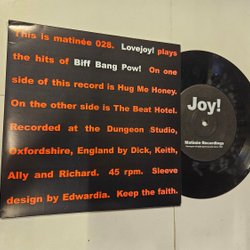 This is matinée 028. Lovejoy! plays
the hits of Biff Bang Pow! On one
side of this record is Hug Me Honey.
On the other side is The Beat Hotel.
Recorded at the Dungeon Studio,
Oxfordshire, England by Dick, Keith,
Ally and Richard. 45 rpm. Sleeve
design by Edwardia. Keep the faith.
Joy!
Matinée Recordings